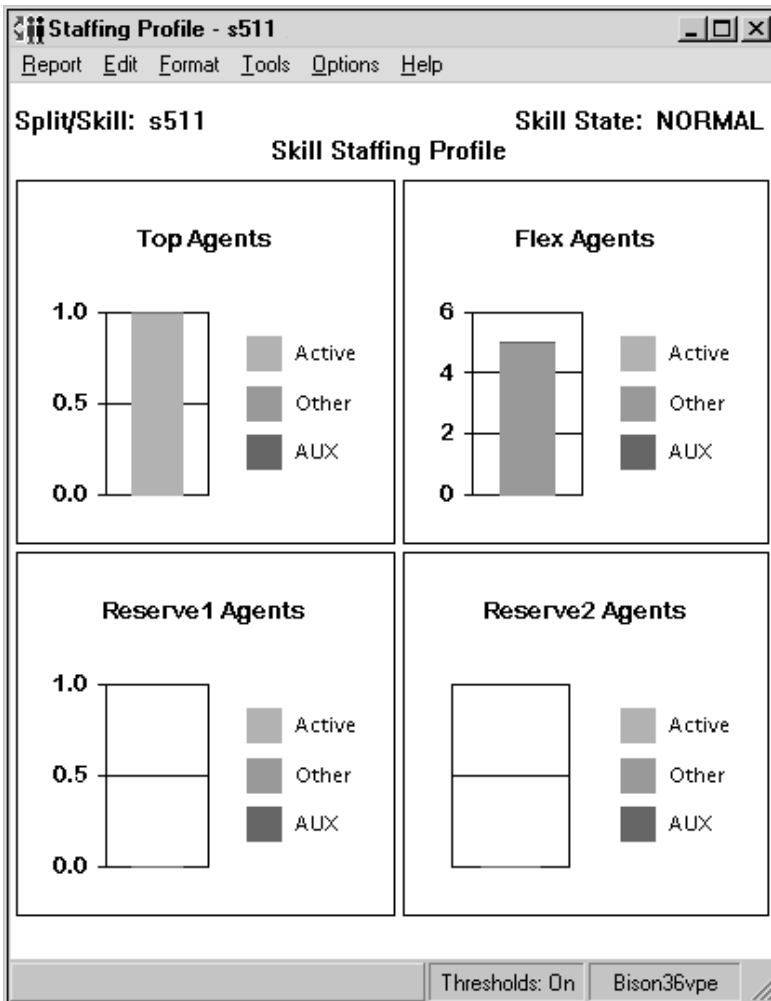 Staffing Profile - s511
Report Edit Format Tools Options Help
Split/Skill: s511 Skill State: NORMAL
Skill Staffing Profile
Top Agents
1.0
0.5
0.0
Active
Other
AUX
Flex Agents
6
4
2
0
Active
Other
AUX
Reserve1 Agents
1.0
0.5
0.0
Active
Other
AUX
Reserve2 Agents
Active
Other
AUX
Thresholds: On Bison36vpe